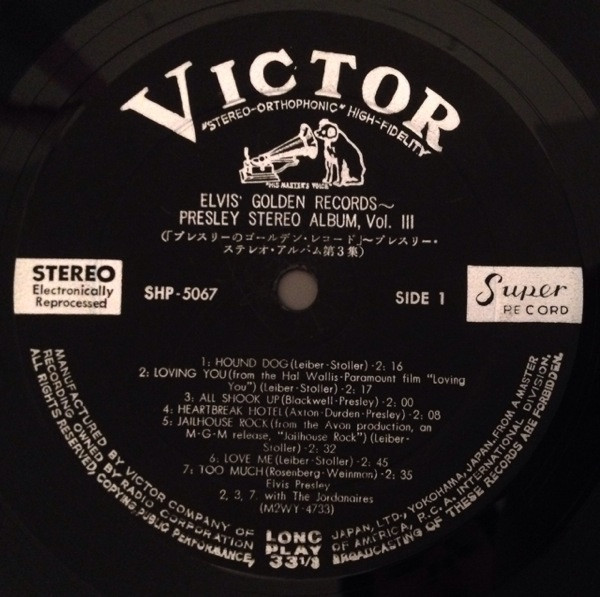 VICTOR
"STEREO-ORTHOPHONIC" HIGH-FIDELITY
"HIS MASTER'S VOICE"
ELVIS' GOLDEN RECORDS~
PRESLEY STEREO ALBUM, Vol. III
(「プレスリーのゴールデン・レコード」~プレスリー・
ステレオ・アルバム第3集)
STEREO
Electronically
Reprocessed
SHP-5067
SIDE 1
Super
RECORD
1: HOUND DOG (Leiber-Stoller)-2: 16
2: LOVING YOU (from the Hal Wallis-Paramount film "Loving
You") (Leiber-Stoller)-2: 17
3: ALL SHOOK UP (Blackwell-Presley)-2: 00
4: HEARTBREAK HOTEL (Axton-Durden-Presley)-2: 08
5: JAILHOUSE ROCK (from the Avon production, an
M-G-M release, "Jailhouse Rock") (Leiber-
Stoller)-2: 32
6: LOVE ME (Leiber-Stoller)-2: 45
7: TOO MUCH (Rosenberg-Weinmon)-2: 35
Elvis Presley
2, 3, 7. with The Jordanaires
(M2WY-4733)
MANUFACTURED BY VICTOR COMPANY OF JAPAN, LTD., YOKOHAMA, JAPAN, FROM A MASTER
RECORDING OWNED BY RADIO CORPORATION OF AMERICA, R.C.A. INTERNATIONAL DIVISION.
ALL RIGHTS RESERVED, COPYING, PUBLIC PERFORMANCE, BROADCASTING OF THESE RECORDS ARE FORBIDDEN.
LONG
PLAY
33 1/3